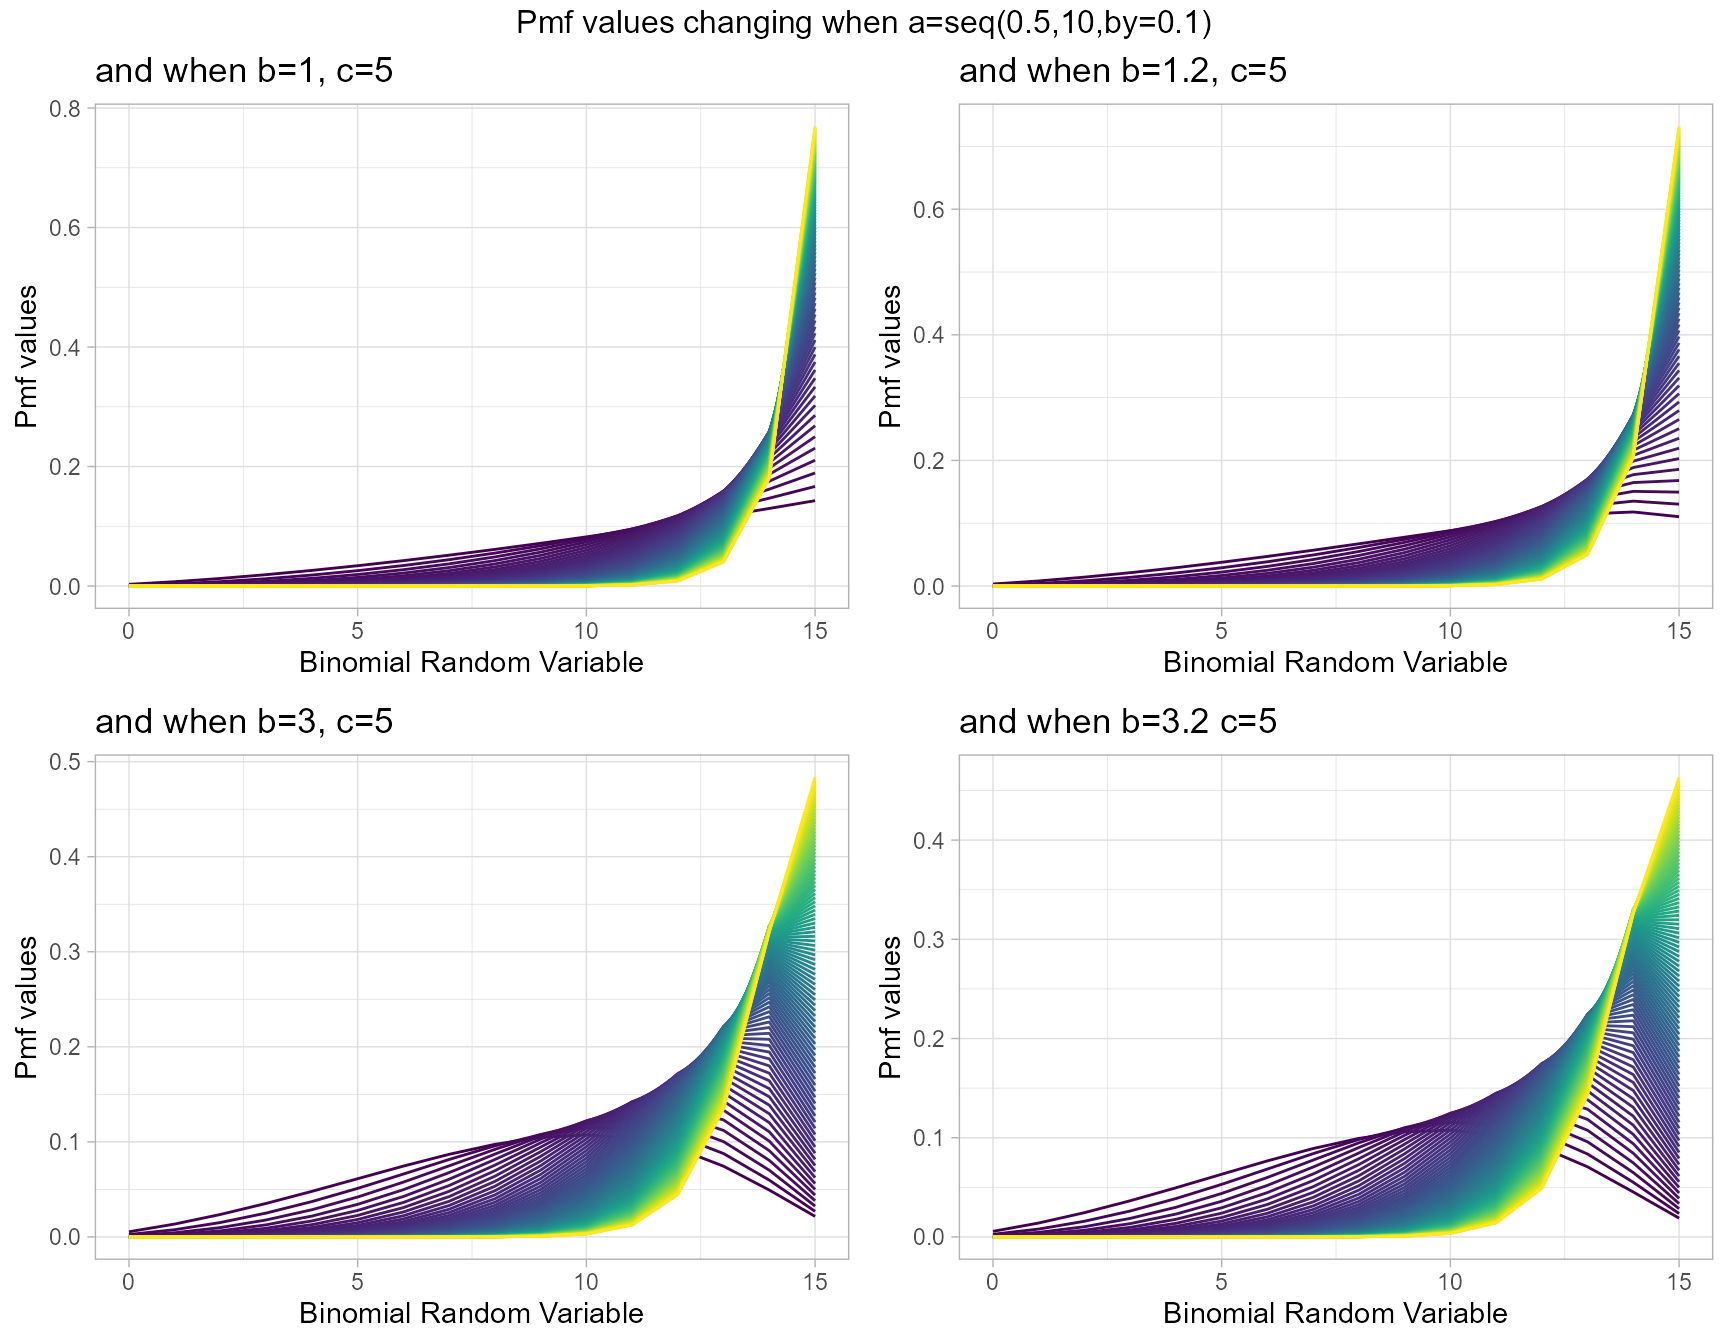 Pmf values changing when a=seq(0.5,10,by=0.1)
and when b=1, c=5
0.8
0.6
0.4
0.2
0.0
Pmf values
0 5 10 15
Binomial Random Variable
and when b=1.2, c=5
0.6
0.4
0.2
0.0
Pmf values
0 5 10 15
Binomial Random Variable
and when b=3, c=5
0.5
0.4
0.3
0.2
0.1
0.0
Pmf values
0 5 10 15
Binomial Random Variable
and when b=3.2 c=5
0.4
0.3
0.2
0.1
0.0
Pmf values
0 5 10 15
Binomial Random Variable